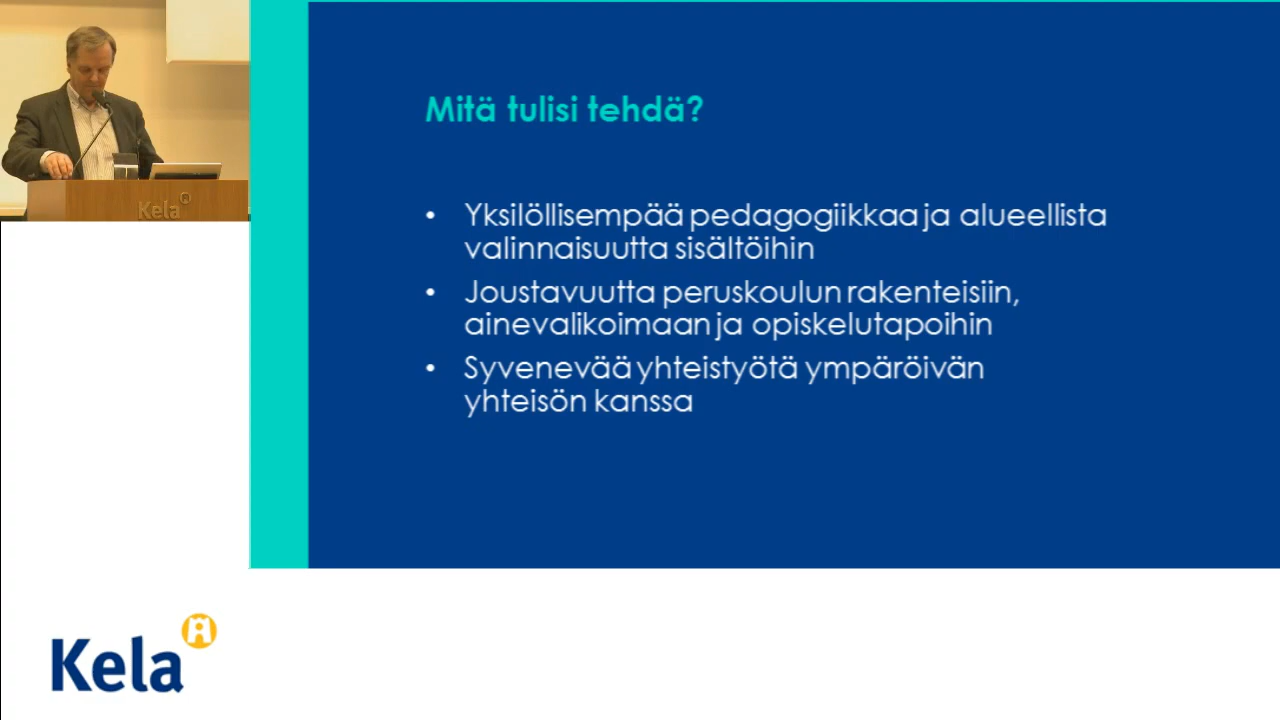 Mitä tulisi tehdä?
• Yksilöllisempää pedagogiikkaa ja alueellista
valinnaisuutta sisältöihin
• Joustavuutta peruskoulun rakenteisiin,
ainevalikoimaan ja opiskelutapoihin
• Syvenevää yhteistyötä ympäröivän
yhteisön kanssa
Kela
Kela